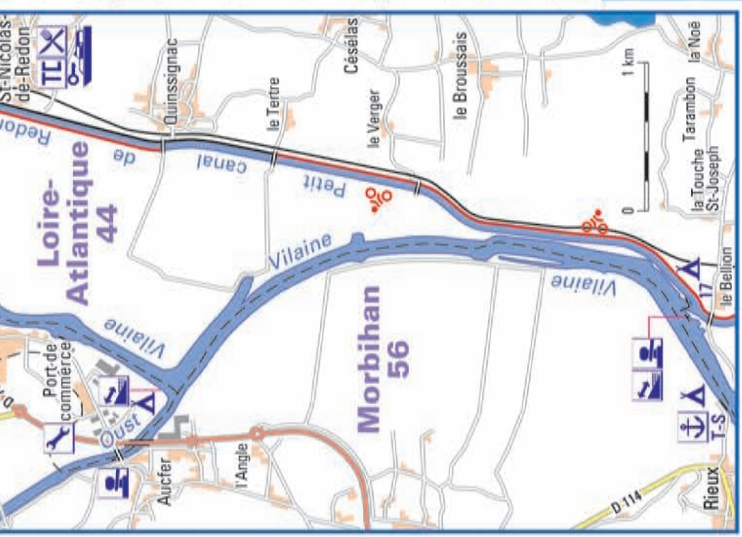 St-Nicolas-
de-Redon
TL
Quinssignac
le Tertre
Césélas
le Verger
le Broussais
1 km
0
la Noë
Tarambon
la Touche
St-Joseph
le Bellion
17
Petit
canal
de
Redon
Loire-
Atlantique
44
Vilaine
Vilaine
Vilaine
Morbihan
56
Port de
commerce
Oust
Aucfer
l'Angle
D-114
Rieux
T-S